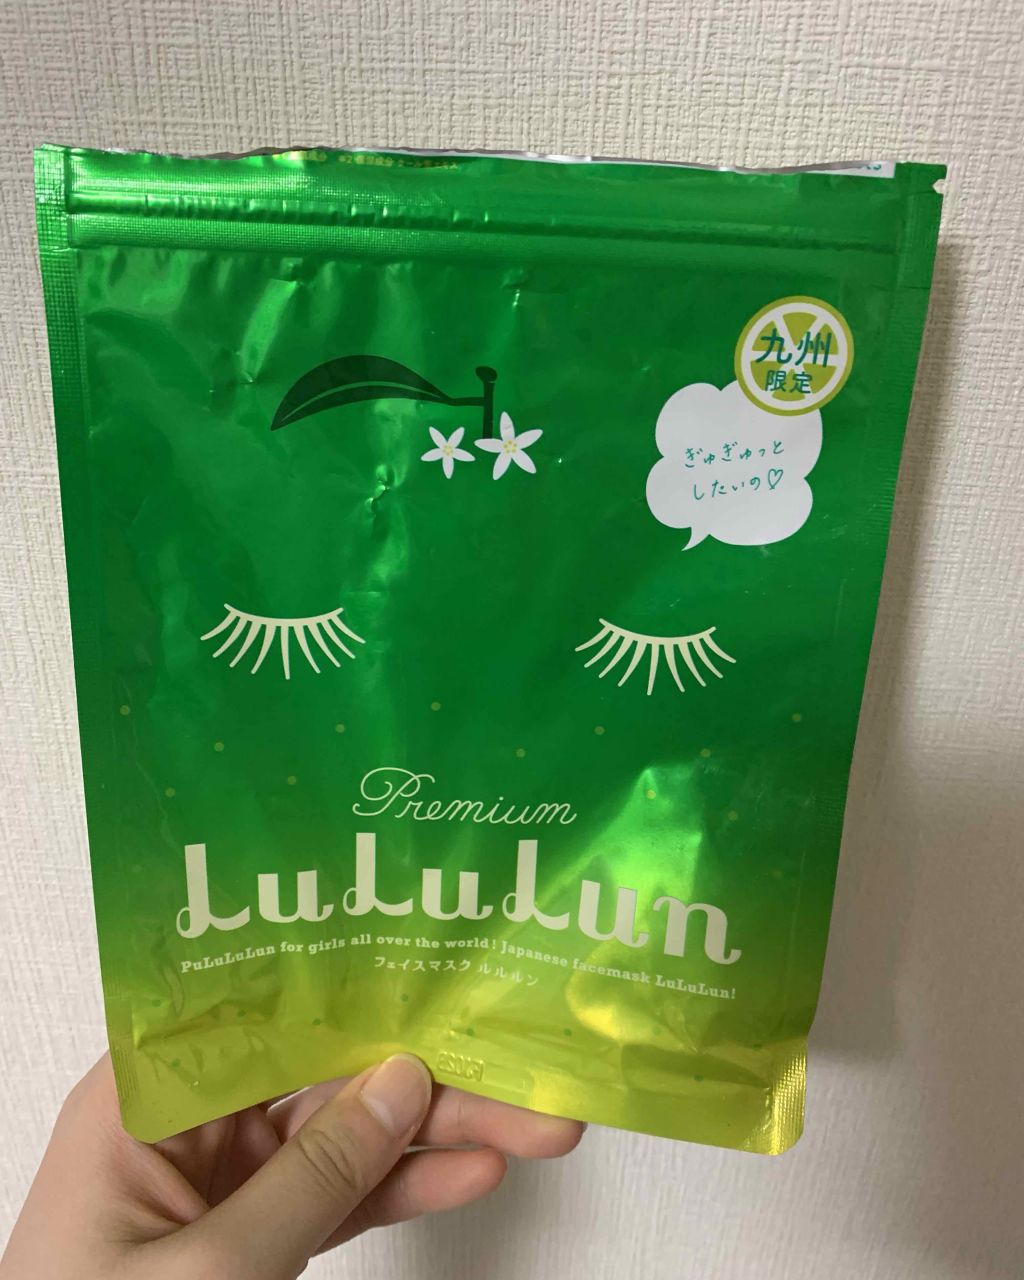 九州
限定
ぎゅぎゅっと
したいの♡
Premium
LuLuLun
PuLuLuLun for girls all over the world! Japanese facemask LuLuLun!
フェイスマスク ルルルン